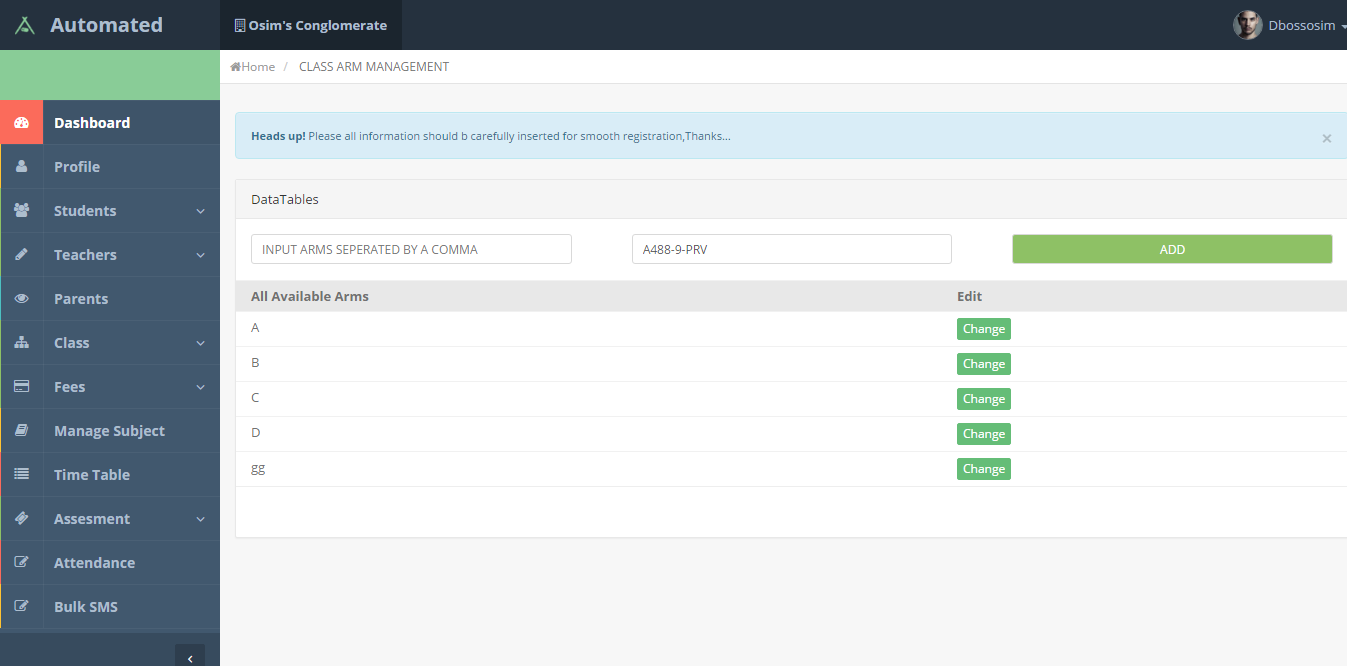 Automated
Osim's Conglomerate
Dbossosim
Home / CLASS ARM MANAGEMENT
Dashboard
Profile
Students
Teachers
Parents
Class
Fees
Manage Subject
Time Table
Assesment
Attendance
Bulk SMS
Heads up! Please all information should b carefully inserted for smooth registration,Thanks...
×
DataTables
INPUT ARMS SEPERATED BY A COMMA
A488-9-PRV
ADD
All Available Arms Edit
A Change
B Change
C Change
D Change
gg Change